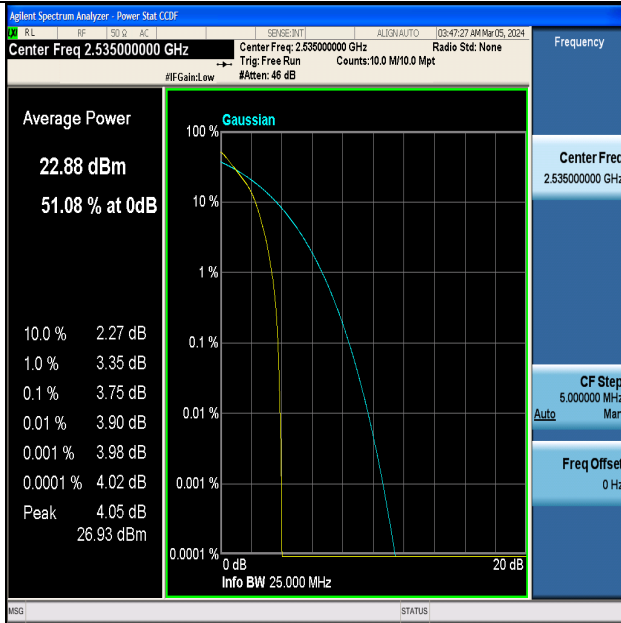 Agilent Spectrum Analyzer - Power Stat CCDF
LXI RL RF 50 Ω AC SENSE:INT ALIGN AUTO 03:47:27 AM Mar 05, 2024
Center Freq 2.535000000 GHz
Center Freq: 2.535000000 GHz Radio Std: None
Trig: Free Run Counts:10.0 M/10.0 Mpt
#IFGain:Low #Atten: 46 dB
Frequency
Average Power
22.88 dBm
51.08 % at 0dB
10.0 % 2.27 dB
1.0 % 3.35 dB
0.1 % 3.75 dB
0.01 % 3.90 dB
0.001 % 3.98 dB
0.0001 % 4.02 dB
Peak 4.05 dB
26.93 dBm
Gaussian
100 %
10 %
1 %
0.1 %
0.01 %
0.001 %
0.0001 %
0 dB 20 dB
Info BW 25.000 MHz
Center Freq
2.535000000 GHz
CF Step
5.000000 MHz
Auto Man
Freq Offset
0 Hz
MSG STATUS